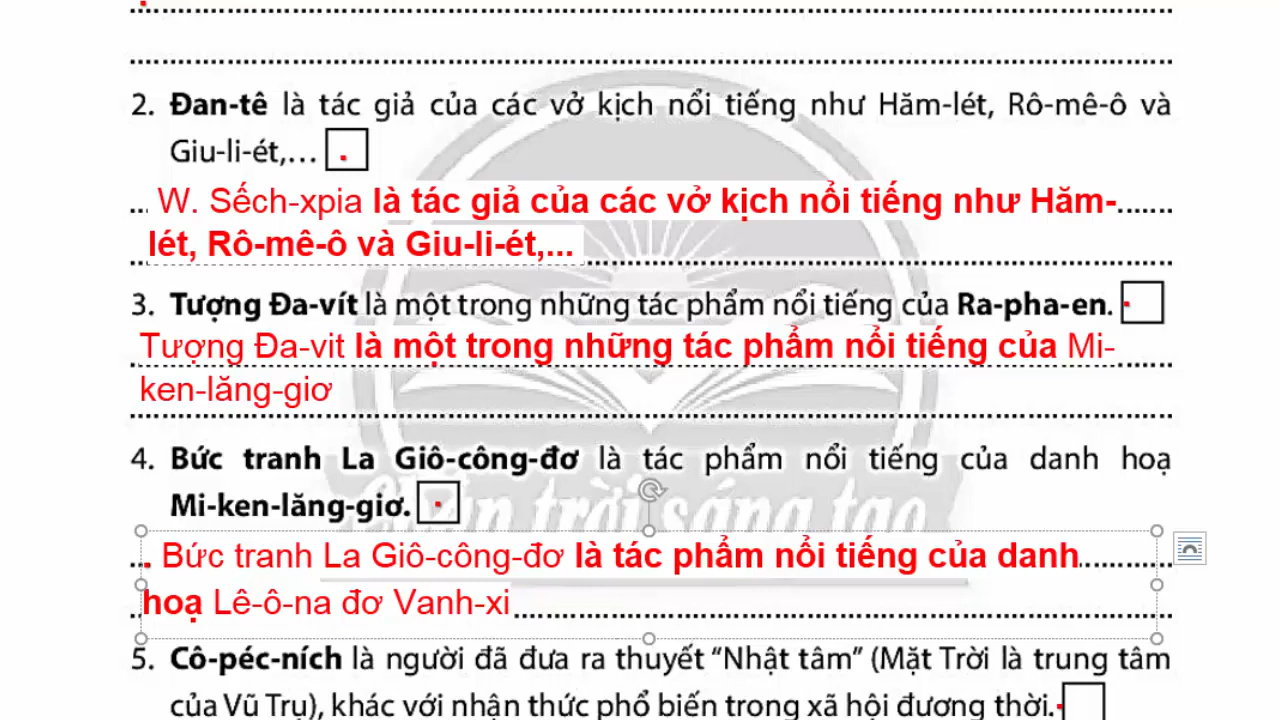 2. Đan-tê là tác giả của các vở kịch nổi tiếng như Hăm-lét, Rô-mê-ô và
Giu-li-ét,...
W. Sếch-xpia là tác giả của các vở kịch nổi tiếng như Hăm-
lét, Rô-mê-ô và Giu-li-ét,...
3. Tượng Đa-vít là một trong những tác phẩm nổi tiếng của Ra-pha-en.
Tượng Đa-vit là một trong những tác phẩm nổi tiếng của Mi-
ken-lăng-giơ
4. Bức tranh La Giô-công-đơ là tác phẩm nổi tiếng của danh hoạ
Mi-ken-lăng-giơ.
Chân trời sáng tạo
Bức tranh La Giô-công-đơ là tác phẩm nổi tiếng của danh
hoạ Lê-ô-na đơ Vanh-xi
5. Cô-péc-ních là người đã đưa ra thuyết “Nhật tâm” (Mặt Trời là trung tâm
của Vũ Trụ), khác với nhận thức phổ biến trong xã hội đương thời.